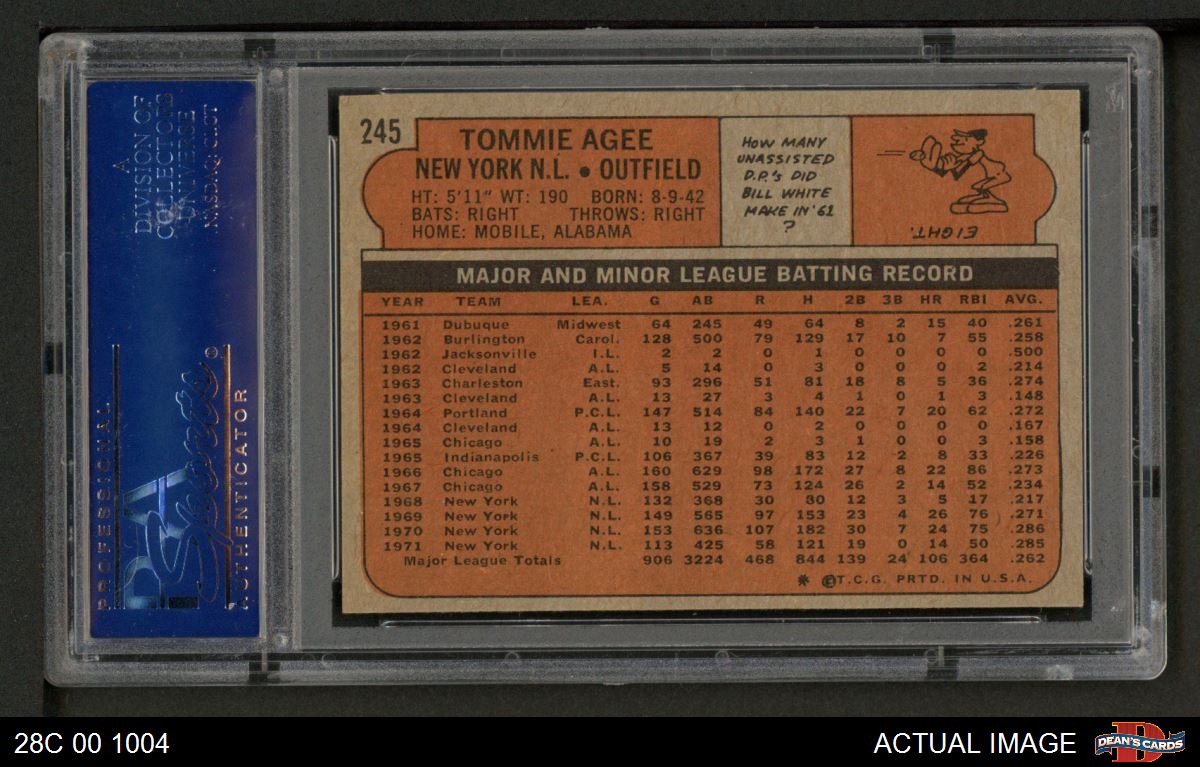 A
DIVISION OF
COLLECTORS
UNIVERSE
NASDAQ: CLCT
PROFESSIONAL
PSA
Sports
®
AUTHENTICATOR
245
TOMMIE AGEE
NEW YORK N.L. • OUTFIELD
HT: 5'11" WT: 190 BORN: 8-9-42
BATS: RIGHT THROWS: RIGHT
HOME: MOBILE, ALABAMA
HOW MANY
UNASSISTED
D.P.'s DID
BILL WHITE
MAKE IN '61
?
EIGHT.
MAJOR AND MINOR LEAGUE BATTING RECORD
YEAR TEAM LEA. G AB R H 2B 3B HR RBI AVG.
1961 Dubuque Midwest 64 245 49 64 8 2 15 40 .261
1962 Burlington Carol. 128 500 79 129 17 10 7 55 .258
1962 Jacksonville I.L. 2 2 0 1 0 0 0 0 .500
1962 Cleveland A.L. 5 14 0 3 0 0 0 2 .214
1963 Charleston East. 93 296 51 81 18 8 5 36 .274
1963 Cleveland A.L. 13 27 3 4 1 0 1 3 .148
1964 Portland P.C.L. 147 514 84 140 22 7 20 62 .272
1964 Cleveland A.L. 13 12 0 2 0 0 0 0 .167
1965 Chicago A.L. 10 19 2 3 1 0 0 3 .158
1965 Indianapolis P.C.L. 106 367 39 83 12 2 8 33 .226
1966 Chicago A.L. 160 629 98 172 27 8 22 86 .273
1967 Chicago A.L. 158 529 73 124 26 2 14 52 .234
1968 New York N.L. 132 368 30 80 12 3 5 17 .217
1969 New York N.L. 149 565 97 153 23 4 26 76 .271
1970 New York N.L. 153 636 107 182 30 7 24 75 .286
1971 New York N.L. 113 425 58 121 19 0 14 50 .285
Major League Totals 906 3224 468 844 139 24 106 364 .262
* ©T.C.G. PRTD. IN U.S.A.
28C 00 1004
ACTUAL IMAGE
D
DEAN'S CARDS